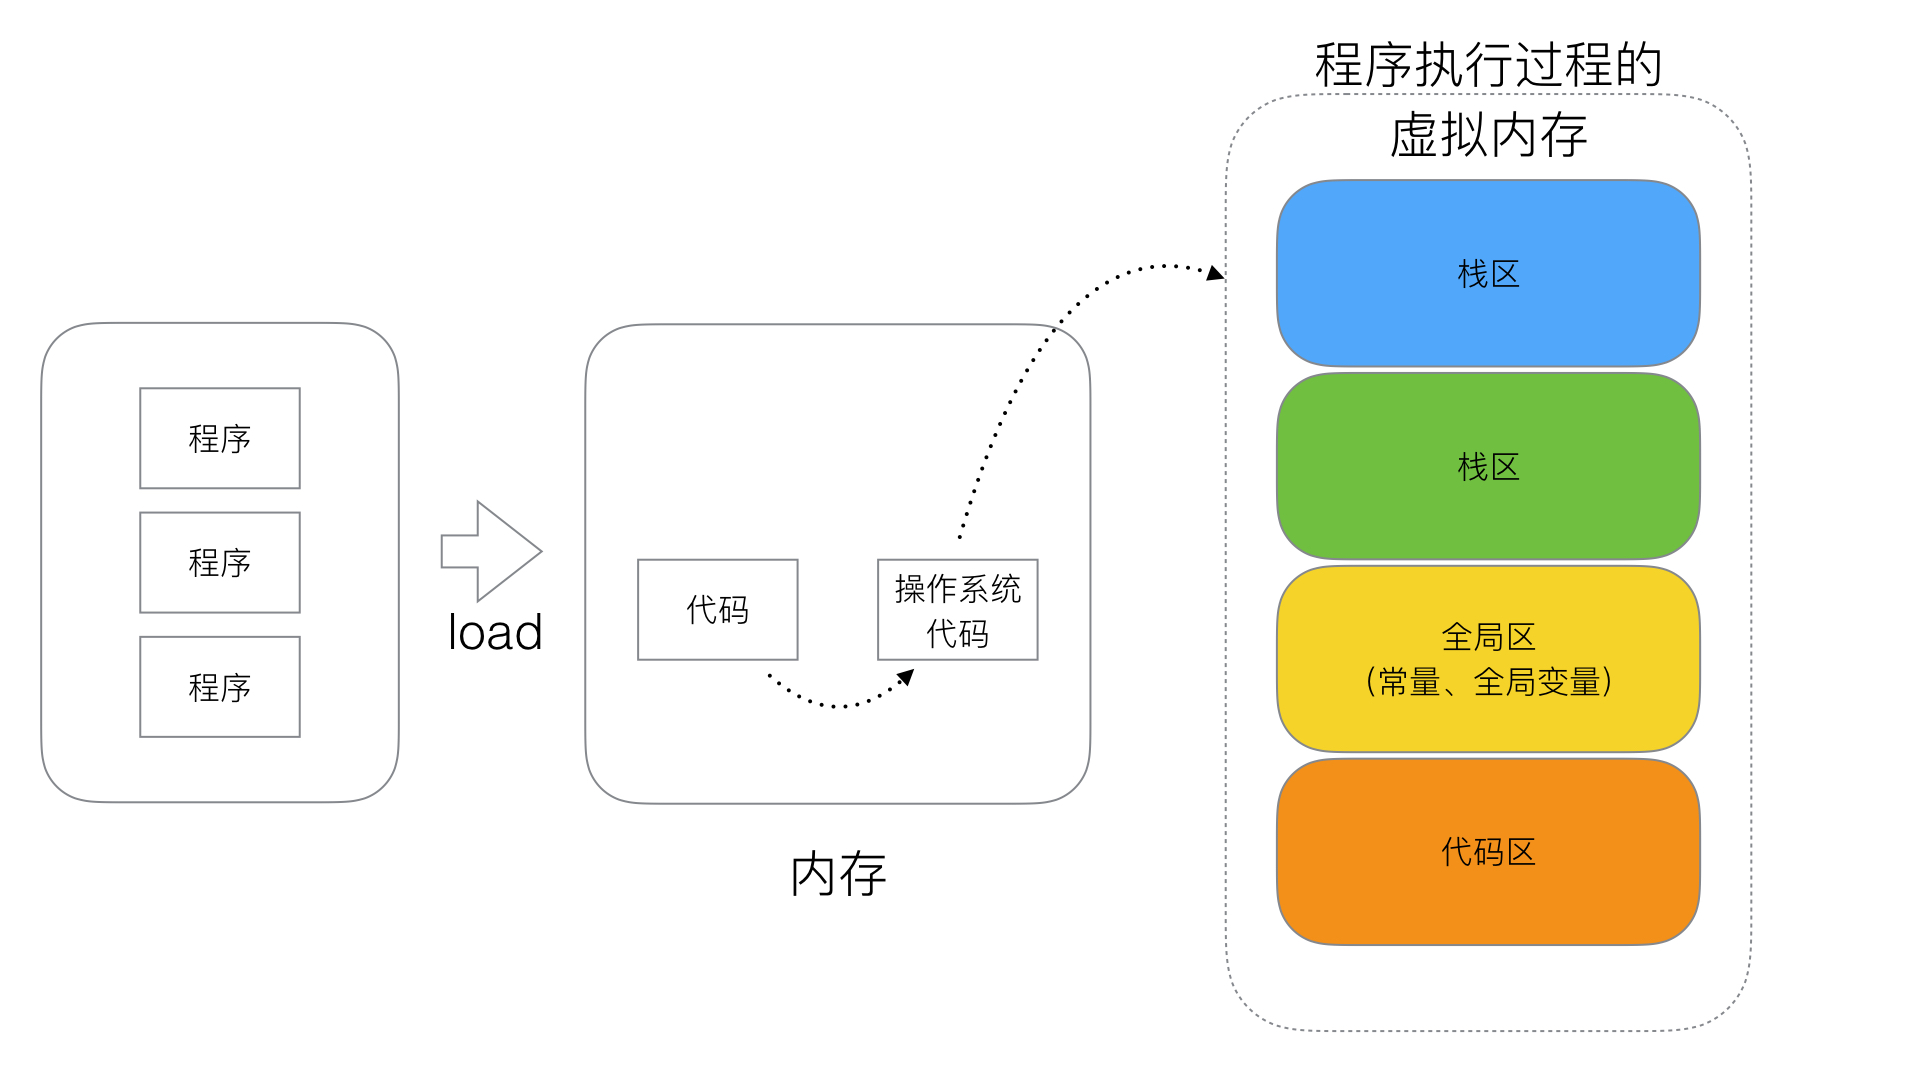 程序
程序
程序
load
代码
操作系统
代码
内存
程序执行过程的
虚拟内存
栈区
栈区
全局区
(常量、全局变量)
代码区